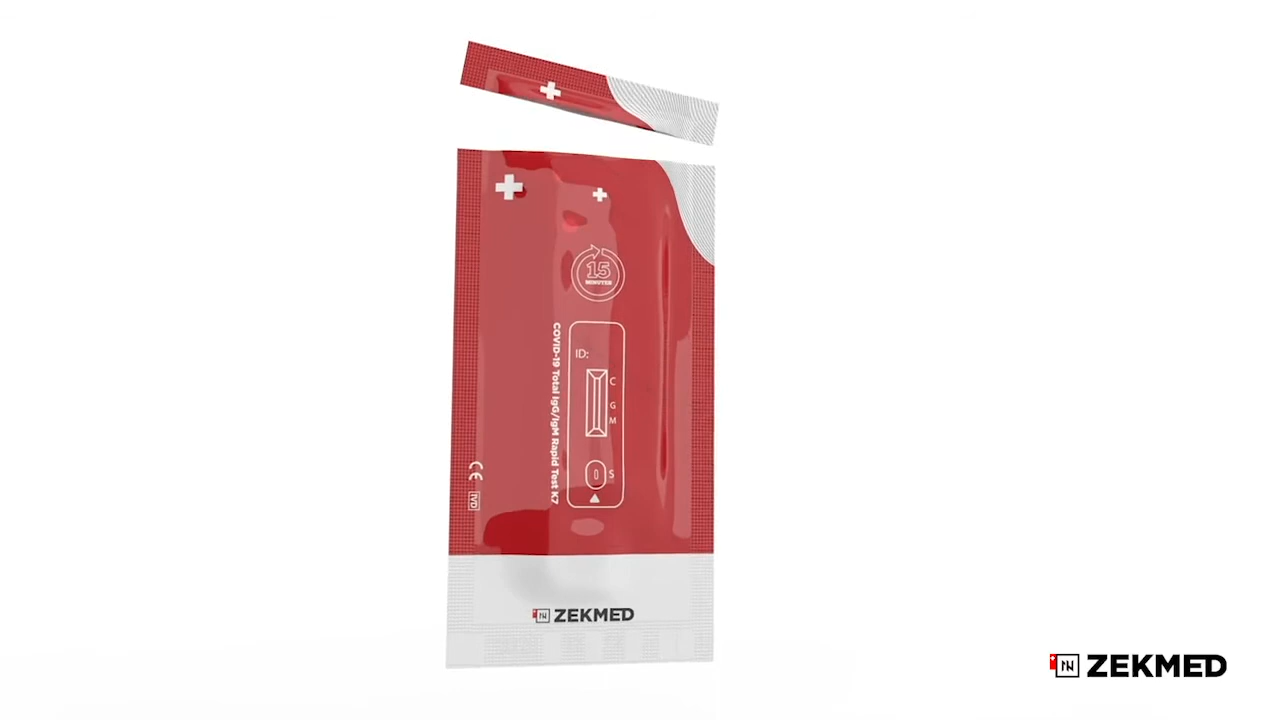 15
MINUTES
COVID-19 Total IgG/IgM Rapid Test K7
ID:
C
G
M
S
CE
IVD
ZEKMED
ZEKMED